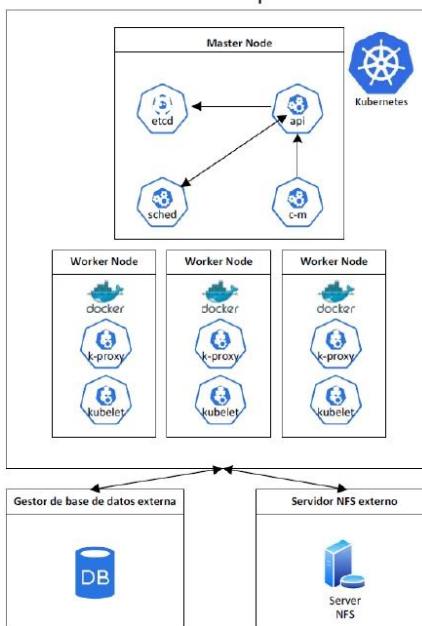 Master Node
Kubernetes
etcd
api
sched
c-m
Worker Node
Worker Node
Worker Node
docker
docker
docker
k-proxy
k-proxy
k-proxy
kubelet
kubelet
kubelet
Gestor de base de datos externa
Servidor NFS externo
DB
Server
NFS